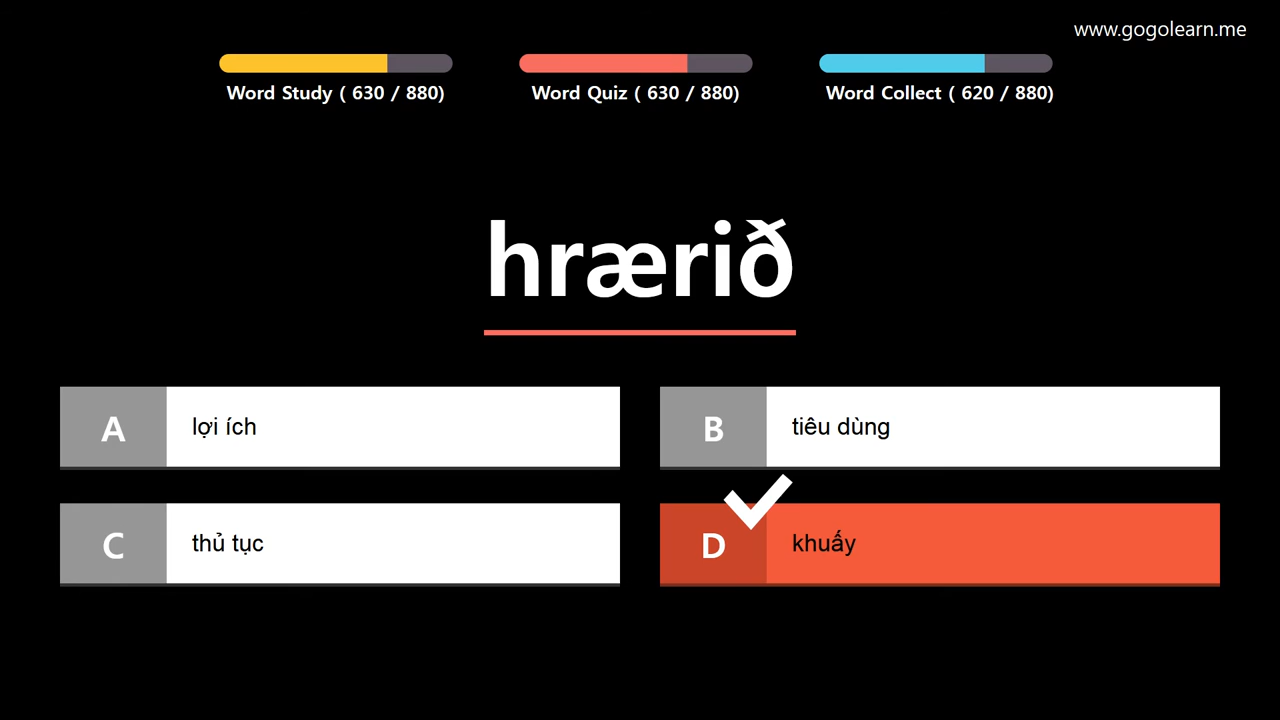 www.gogolearn.me
Word Study ( 630 / 880)
Word Quiz ( 630 / 880)
Word Collect ( 620 / 880)
hrærið
A
lợi ích
B
tiêu dùng
C
thủ tục
D
khuấy